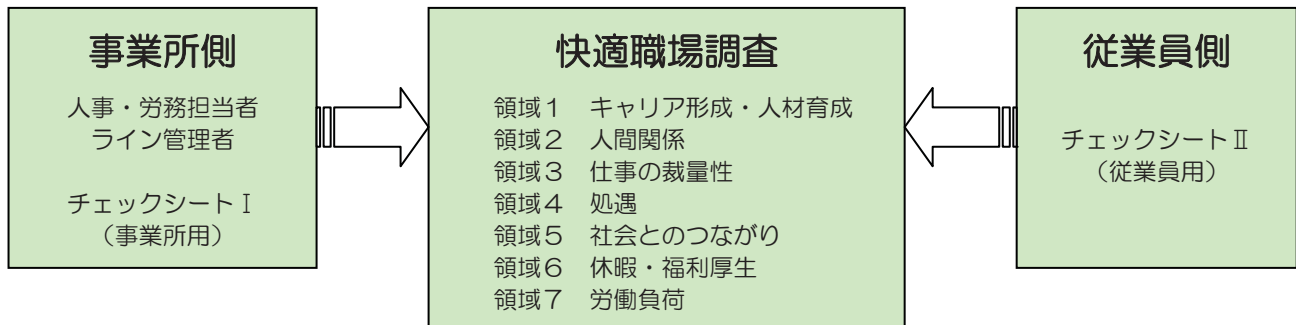 事業所側
人事・労務担当者
ライン管理者
チェックシートⅠ
（事業所用）
快適職場調査
領域１　キャリア形成・人材育成
領域２　人間関係
領域３　仕事の裁量性
領域４　処遇
領域５　社会とのつながり
領域６　休暇・福利厚生
領域７　労働負荷
従業員側
チェックシートⅡ
（従業員用）